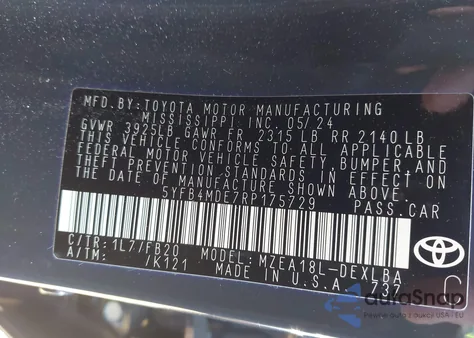 MFD.BY:TOYOTA MOTOR MANUFACTURING
MISSISSIPPI INC.05/24
GVWR 3925LB GAWR FR 2315 LB RR 2140 LB
THIS VEHICLE CONFORMS TO ALL APPLICABLE
FEDERAL MOTOR VEHICLE SAFETY, BUMPER,AND
THEFT PREVENTION STANDARDS IN EFFECT ON
THE DATE OF MANUFACTURE SHOWN ABOVE.
5YFB4MDE7RP175729 PASS.CAR
C/TR:1L7/FB20 MODEL:MZEA18L-DEXLBA
A/TM: /K121 MADE IN U.S.A. 737
TOYOTA
G
autoSnap